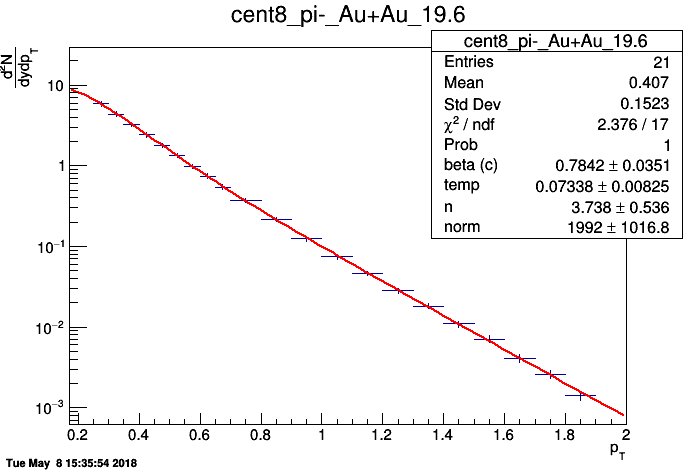 cent8_pi-_Au+Au_19.6
d²N
dydp_T
cent8_pi-_Au+Au_19.6
Entries 21
Mean 0.407
Std Dev 0.1523
χ² / ndf 2.376 / 17
Prob 1
beta (c) 0.7842 ± 0.0351
temp 0.07338 ± 0.00825
n 3.738 ± 0.536
norm 1992 ± 1016.8
10
1
10⁻¹
10⁻²
10⁻³
0.2 0.4 0.6 0.8 1 1.2 1.4 1.6 1.8 2
p_T
Tue May 8 15:35:54 2018